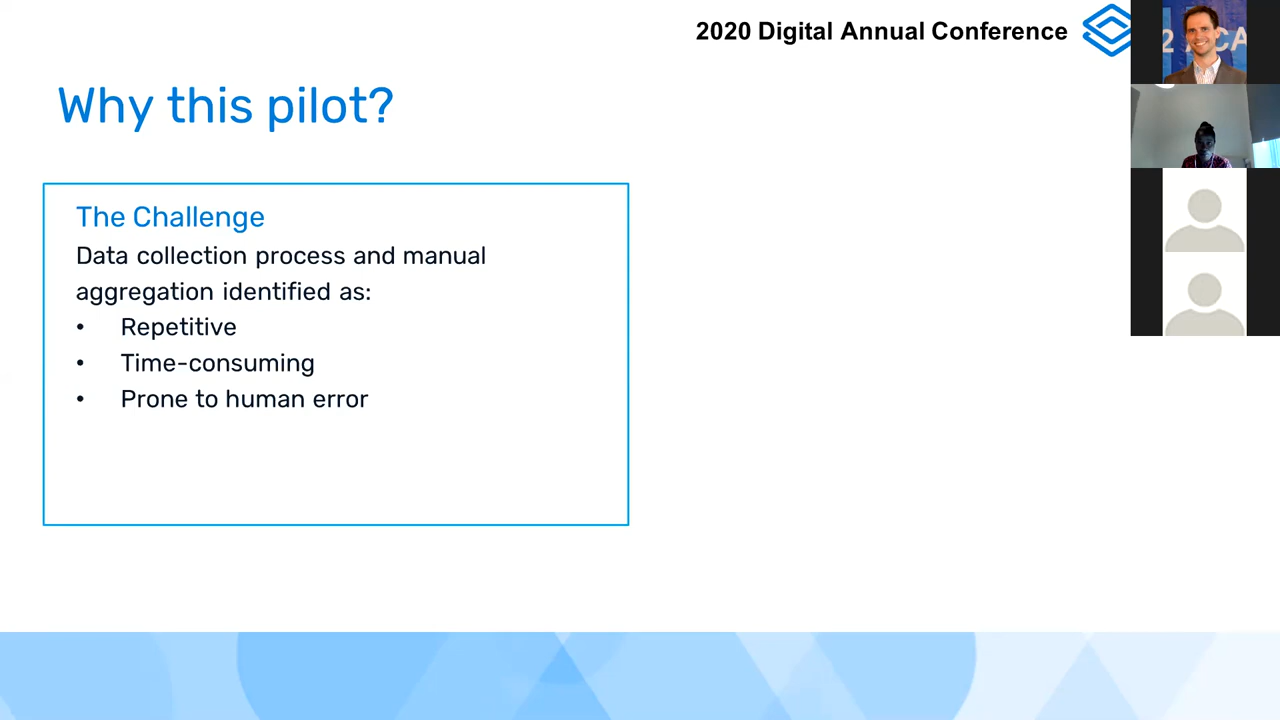 2020 Digital Annual Conference
Why this pilot?
The Challenge
Data collection process and manual
aggregation identified as:
• Repetitive
• Time-consuming
• Prone to human error